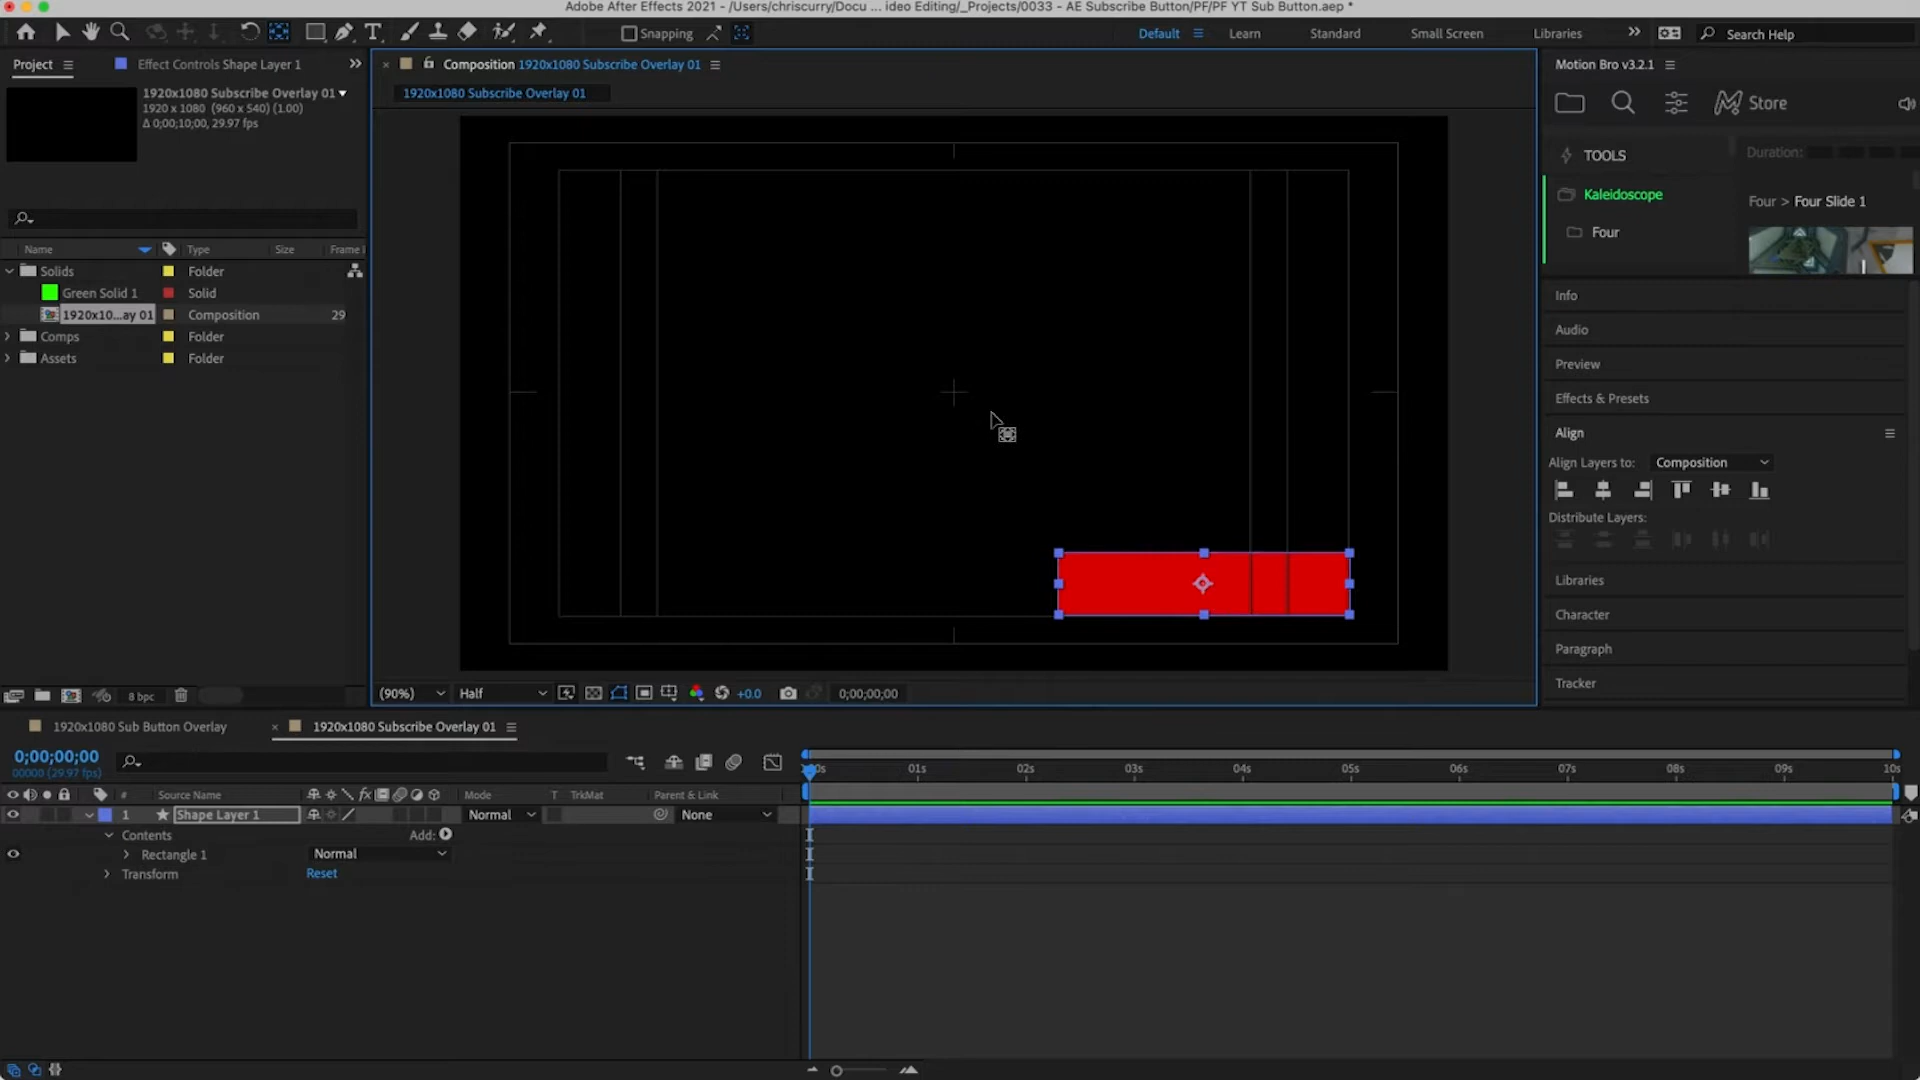 Adobe After Effects 2021 - /Users/chriscurry/Docu ... ideo Editing/_Projects/0033 - AE Subscribe Button/PF/PF YT Sub Button.aep *
Snapping
Default
Learn
Standard
Small Screen
Libraries
Search Help
Project
Effect Controls Shape Layer 1
Composition 1920x1080 Subscribe Overlay 01
Motion Bro v3.2.1
1920x1080 Subscribe Overlay 01
1920 x 1080 (960 x 540) (1.00)
Δ 0;00;10;00, 29.97 fps
1920x1080 Subscribe Overlay 01
Store
TOOLS
Duration:
Kaleidoscope
Four > Four Slide 1
Four
Name
Type
Size
Frame
Solids
Folder
Green Solid 1
Solid
1920x10...ay 01
Composition
29
Comps
Folder
Assets
Folder
Info
Audio
Preview
Effects & Presets
Align
Align Layers to:
Composition
Distribute Layers:
Libraries
Character
Paragraph
Tracker
8 bpc
(90%)
Half
+0.0
0;00;00;00
1920x1080 Sub Button Overlay
1920x1080 Subscribe Overlay 01
0;00;00;00
00000 (29.97 fps)
01s
02s
03s
04s
05s
06s
07s
08s
09s
10s
#
Source Name
fx
Mode
T
TrkMat
Parent & Link
1
Shape Layer 1
Normal
None
Contents
Add:
Rectangle 1
Normal
Transform
Reset